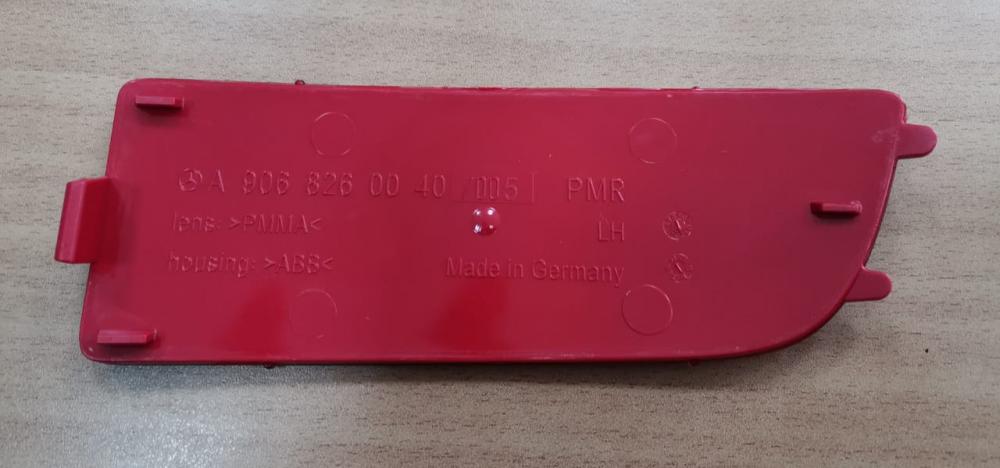 A 906 826 00 40 /005 PMR
lens: >PMMA< LH
housing: >ABS< Made in Germany